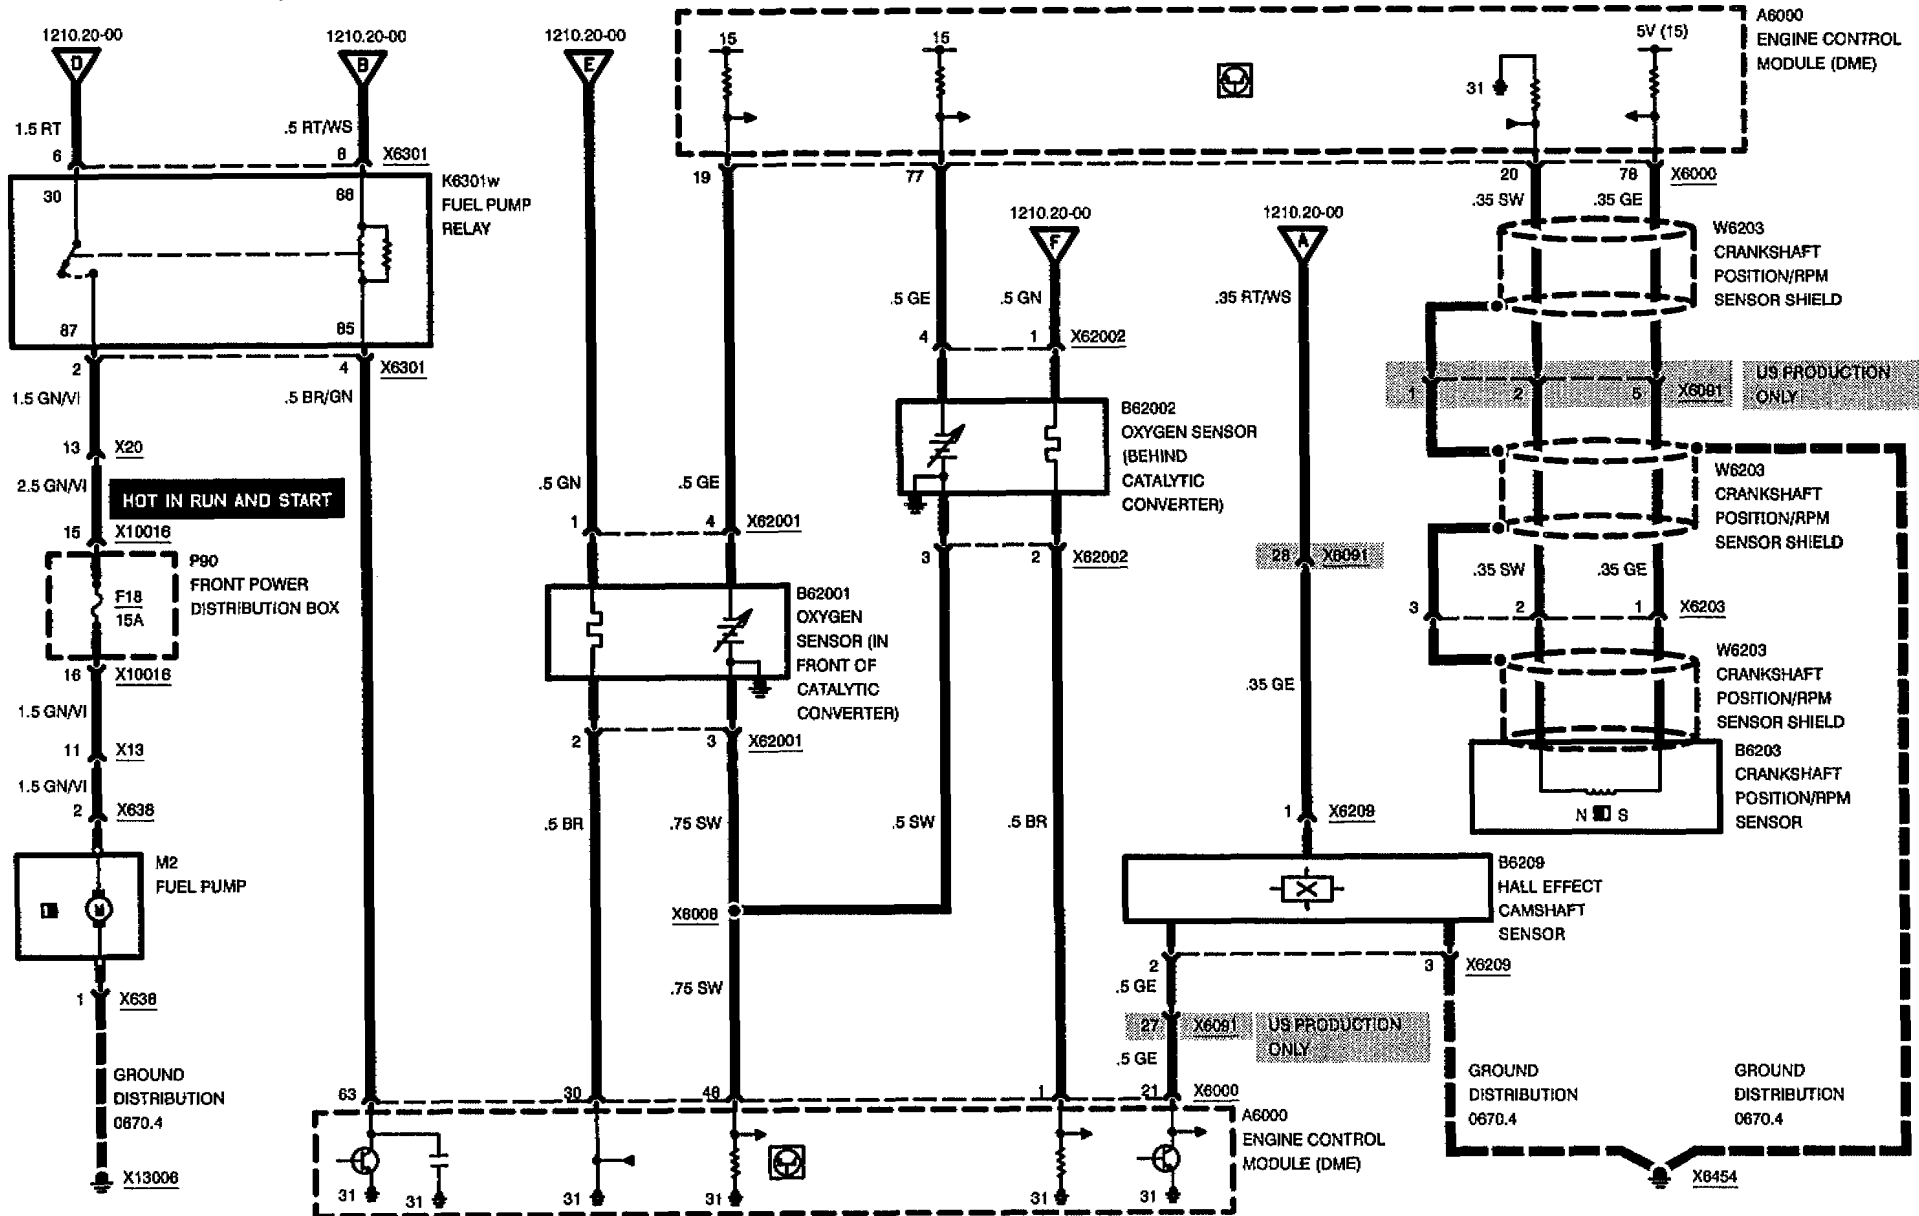 1210.20-00
1210.20-00
1210.20-00
D
B
E
1.5 RT
.5 RT/WS
6
8
X6301
30
86
K6301w
FUEL PUMP
RELAY
87
85
2
4
X6301
1.5 GN/VI
.5 BR/GN
13
X20
2.5 GN/VI
HOT IN RUN AND START
15
X10016
P90
FRONT POWER
DISTRIBUTION BOX
F18
15A
16
X10016
1.5 GN/VI
11
X13
1.5 GN/VI
2
X638
M2
FUEL PUMP
1
M
1
X638
GROUND
DISTRIBUTION
0670.4
X13006
15
15
31
5V (15)
A6000
ENGINE CONTROL
MODULE (DME)
19
77
20
78
X6000
.35 SW
.35 GE
1210.20-00
1210.20-00
F
A
W6203
CRANKSHAFT
POSITION/RPM
SENSOR SHIELD
.5 GE
.5 GN
.35 RT/WS
4
1
X62002
1
2
5
X6091
US PRODUCTION
ONLY
B62002
OXYGEN SENSOR
(BEHIND
CATALYTIC
CONVERTER)
W6203
CRANKSHAFT
POSITION/RPM
SENSOR SHIELD
.5 GN
.5 GE
1
4
X62001
3
2
X62002
28
X6091
.35 SW
.35 GE
B62001
OXYGEN
SENSOR (IN
FRONT OF
CATALYTIC
CONVERTER)
3
2
1
X6203
W6203
CRANKSHAFT
POSITION/RPM
SENSOR SHIELD
.35 GE
2
3
X62001
B6203
CRANKSHAFT
POSITION/RPM
SENSOR
N
S
.5 BR
.75 SW
.5 SW
.5 BR
1
X6209
B6209
HALL EFFECT
CAMSHAFT
SENSOR
X6008
2
3
X6209
.75 SW
.5 GE
27
X6091
US PRODUCTION
ONLY
.5 GE
GROUND
DISTRIBUTION
0670.4
GROUND
DISTRIBUTION
0670.4
63
30
48
1
21
X6000
A6000
ENGINE CONTROL
MODULE (DME)
31
31
31
31
31
31
X6454